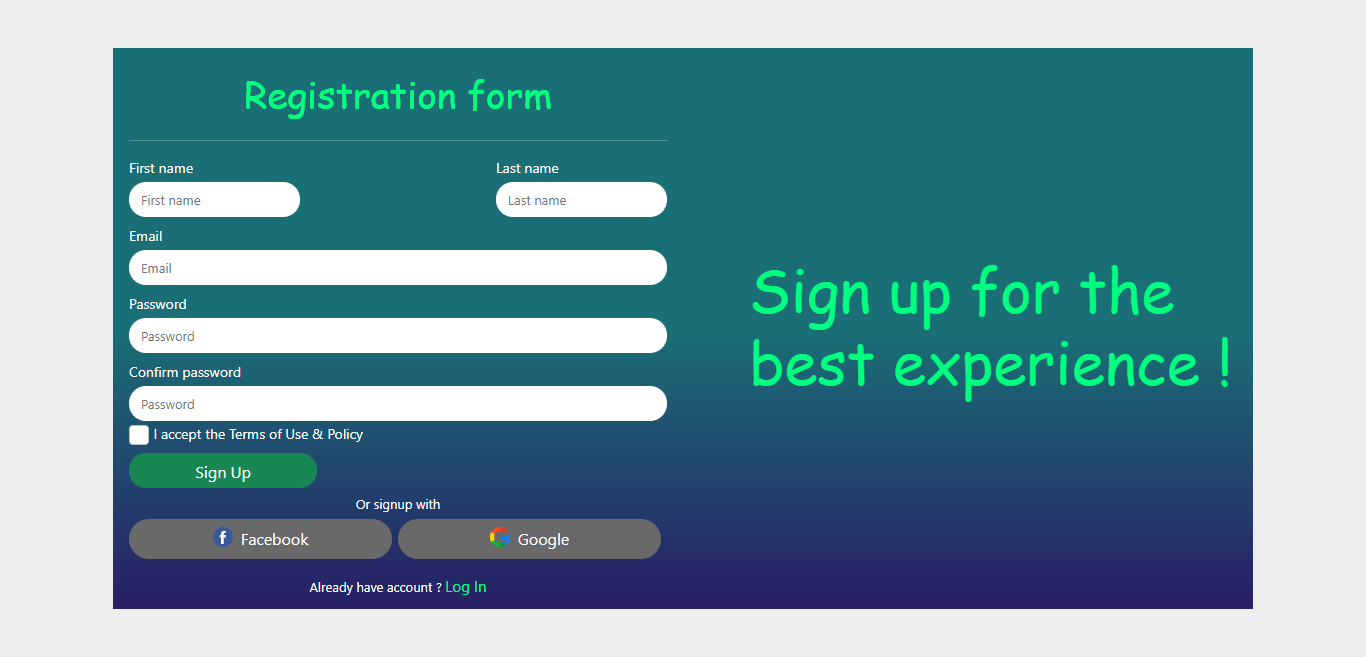 Registration form
First name
Last name
First name
Last name
Email
Email
Password
Password
Confirm password
Password
I accept the Terms of Use & Policy
Sign Up
Or signup with
Facebook
Google
Already have account ? Log In
Sign up for the
best experience !